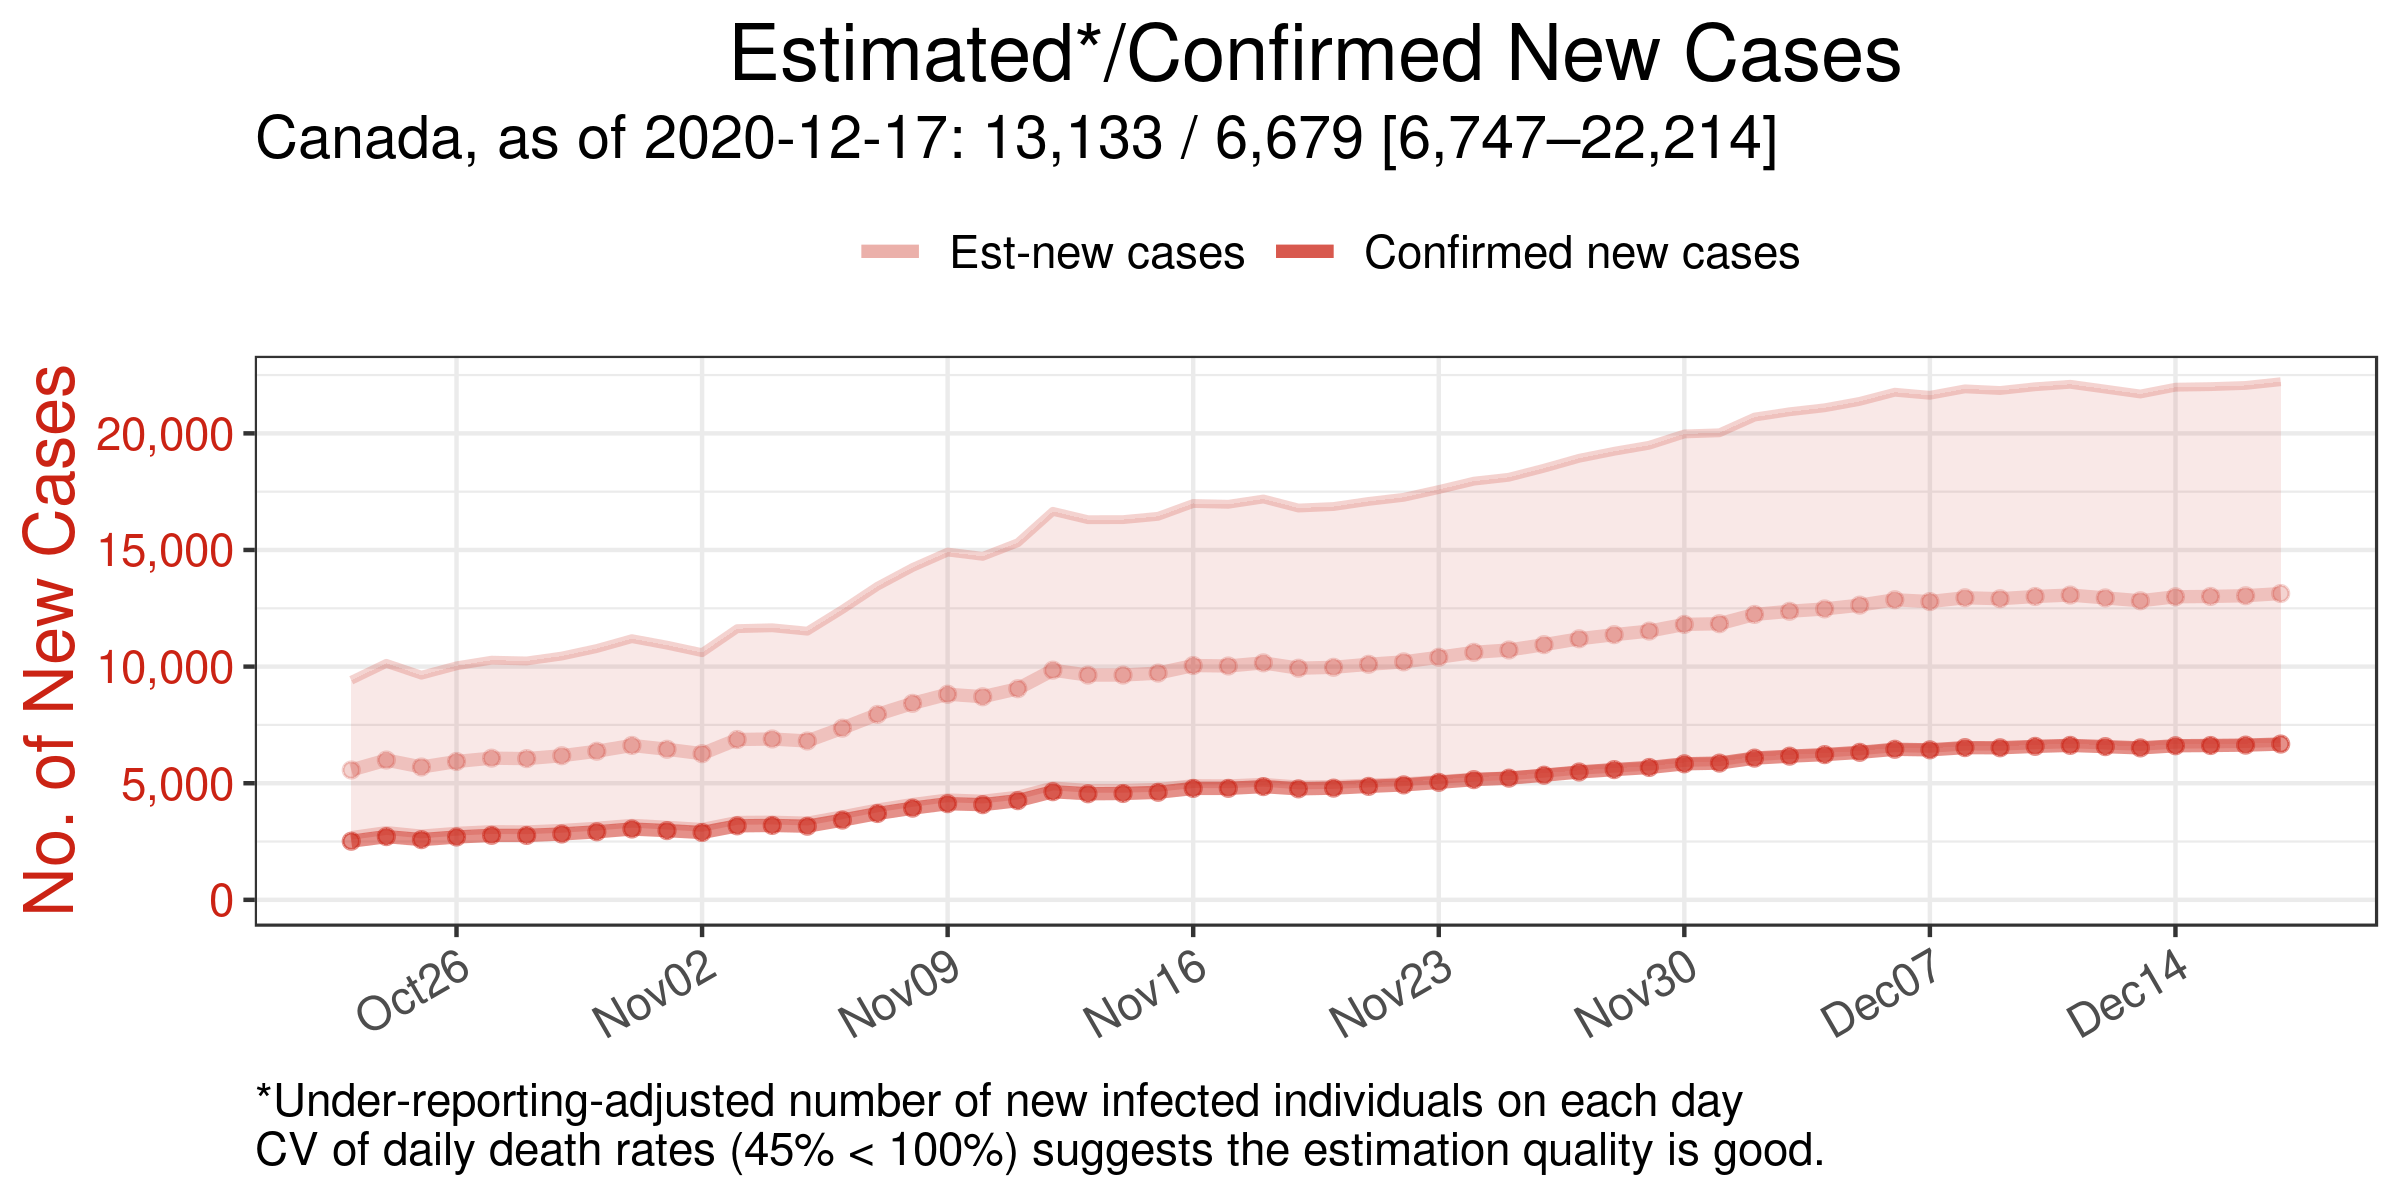 Estimated*/Confirmed New Cases
Canada, as of 2020-12-17: 13,133 / 6,679 [6,747–22,214]
Est-new cases
Confirmed new cases
No. of New Cases
20,000
15,000
10,000
5,000
0
Oct26
Nov02
Nov09
Nov16
Nov23
Nov30
Dec07
Dec14
*Under-reporting-adjusted number of new infected individuals on each day
CV of daily death rates (45% < 100%) suggests the estimation quality is good.